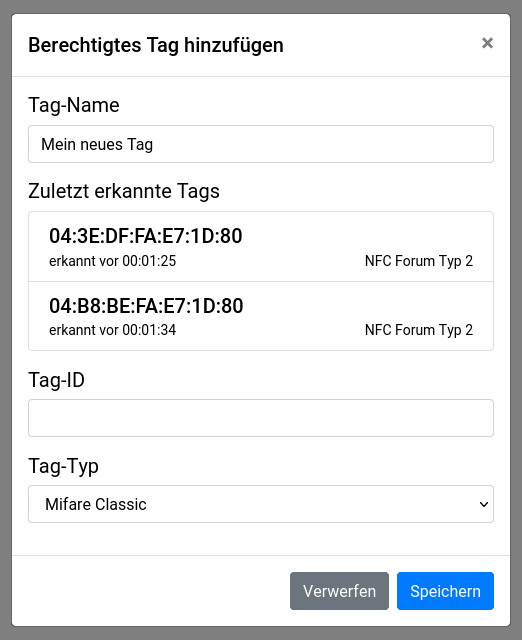 Berechtigtes Tag hinzufügen ×
Tag-Name
Mein neues Tag
Zuletzt erkannte Tags
04:3E:DF:FA:E7:1D:80
erkannt vor 00:01:25 NFC Forum Typ 2
04:B8:BE:FA:E7:1D:80
erkannt vor 00:01:34 NFC Forum Typ 2
Tag-ID
Tag-Typ
Mifare Classic
Verwerfen Speichern